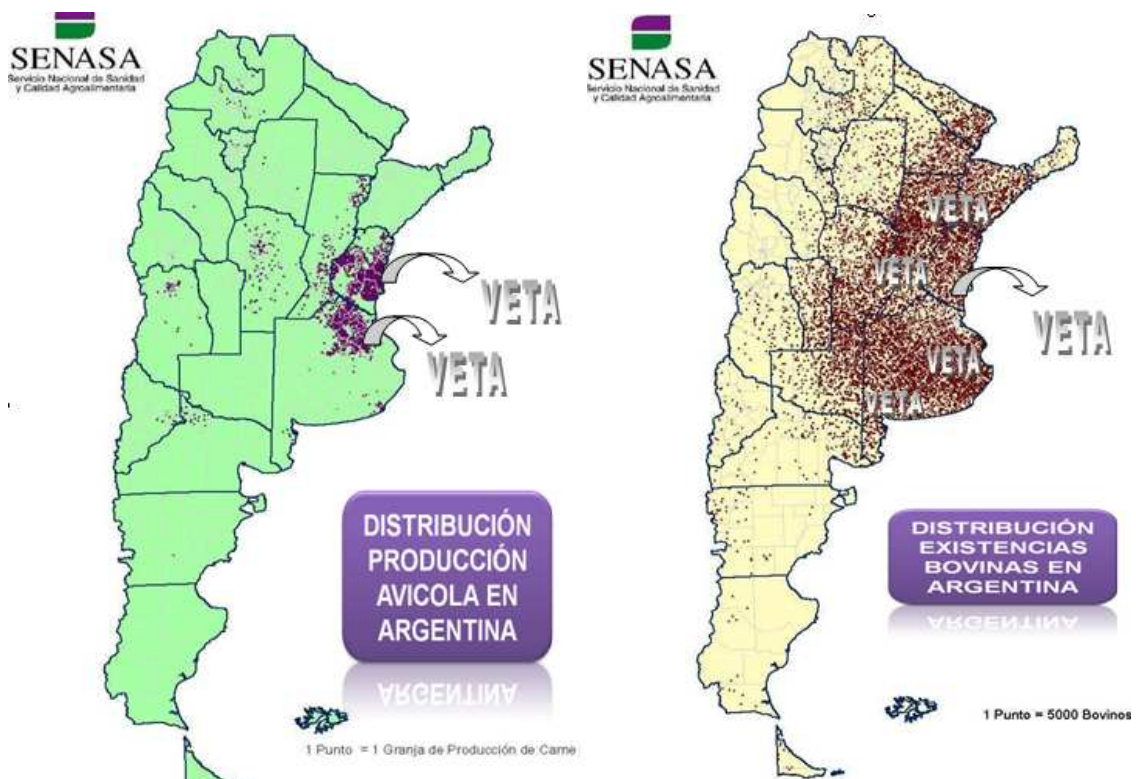 SENASA
Servicio Nacional de Sanidad
y Calidad Agroalimentaria
VETA
VETA
DISTRIBUCIÓN
PRODUCCIÓN
AVICOLA EN
ARGENTINA
1 Punto = 1 Granja de Producción de Carne
SENASA
Servicio Nacional de Sanidad
y Calidad Agroalimentaria
VETA
VETA
VETA
VETA
VETA
DISTRIBUCIÓN
EXISTENCIAS
BOVINAS EN
ARGENTINA
1 Punto = 5000 Bovinos